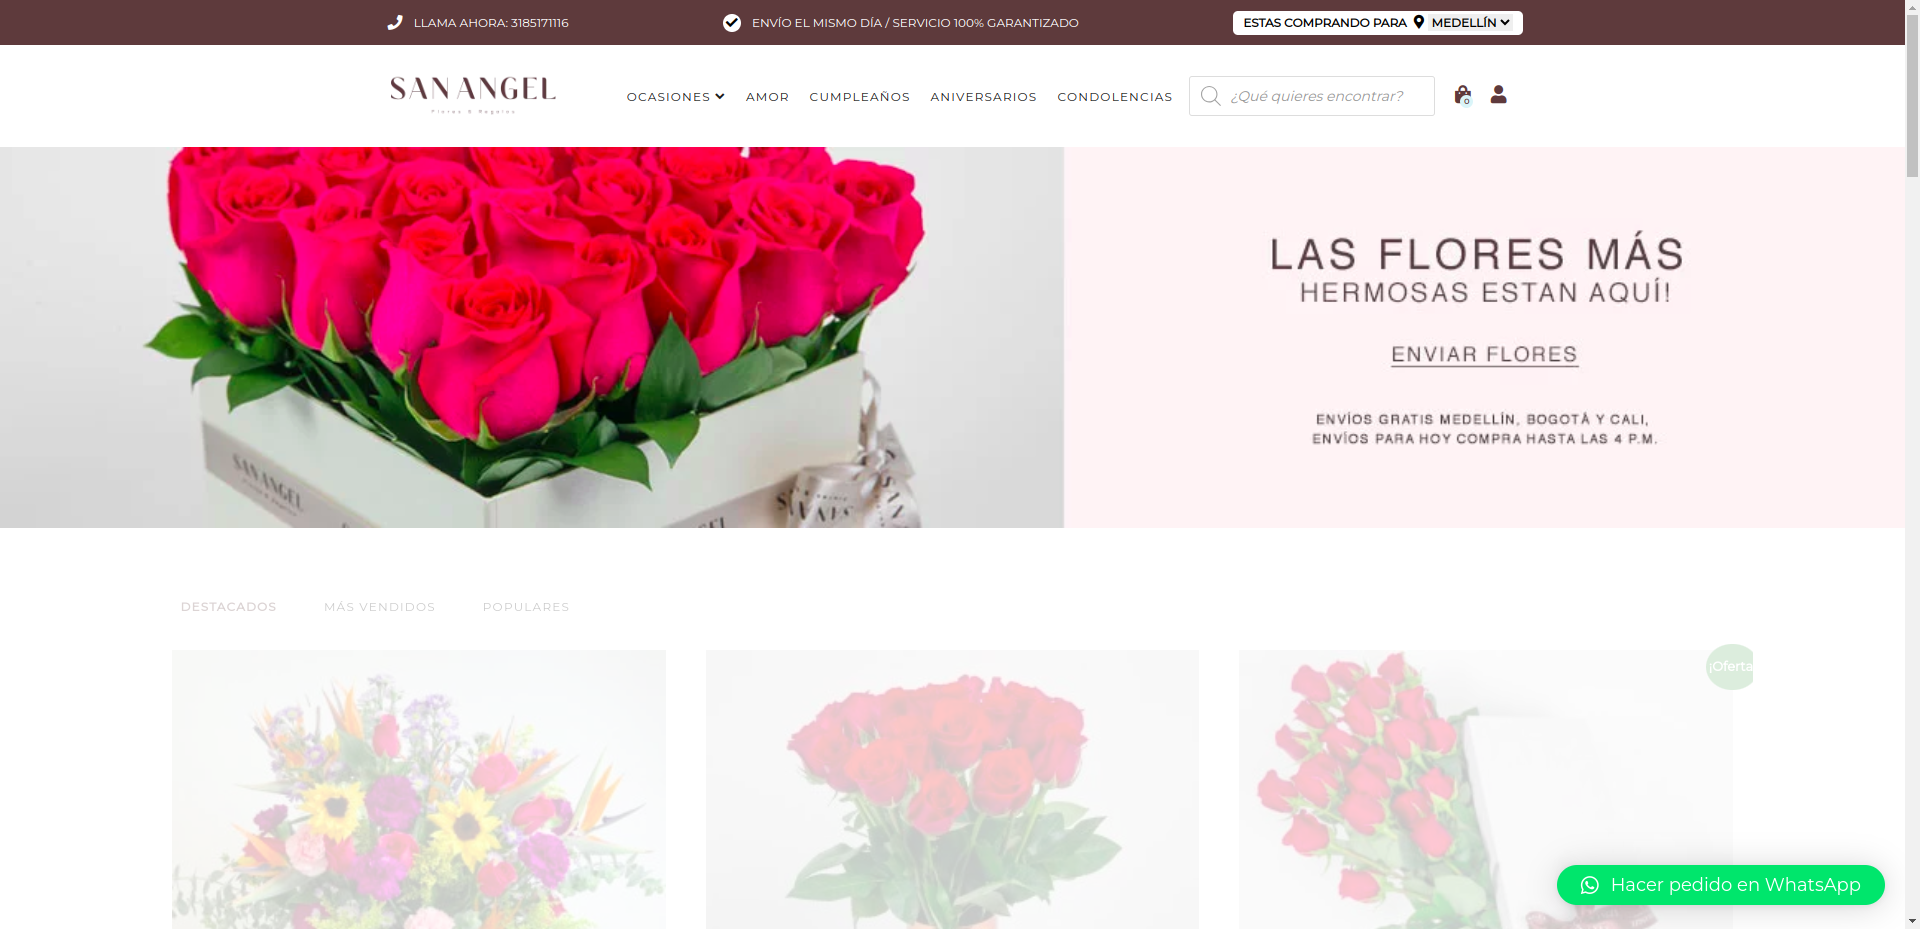 LLAMA AHORA: 3185171116
ENVÍO EL MISMO DÍA / SERVICIO 100% GARANTIZADO
ESTAS COMPRANDO PARA MEDELLÍN
SAN ANGEL
Flores & Regalos
OCASIONES
AMOR
CUMPLEAÑOS
ANIVERSARIOS
CONDOLENCIAS
¿Qué quieres encontrar?
0
LAS FLORES MÁS
HERMOSAS ESTAN AQUÍ!
ENVIAR FLORES
ENVÍOS GRATIS MEDELLÍN, BOGOTÁ Y CALI,
ENVÍOS PARA HOY COMPRA HASTA LAS 4 P.M.
SAN ANGEL
DESTACADOS
MÁS VENDIDOS
POPULARES
¡Oferta
Hacer pedido en WhatsApp